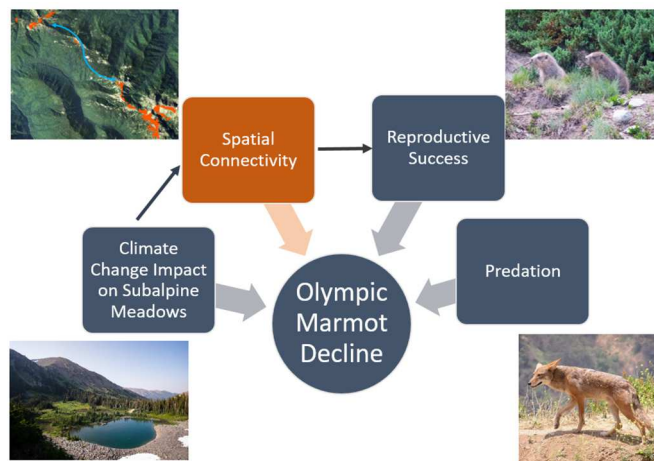 Spatial
Connectivity
Reproductive
Success
Climate
Change Impact
on Subalpine
Meadows
Predation
Olympic
Marmot
Decline